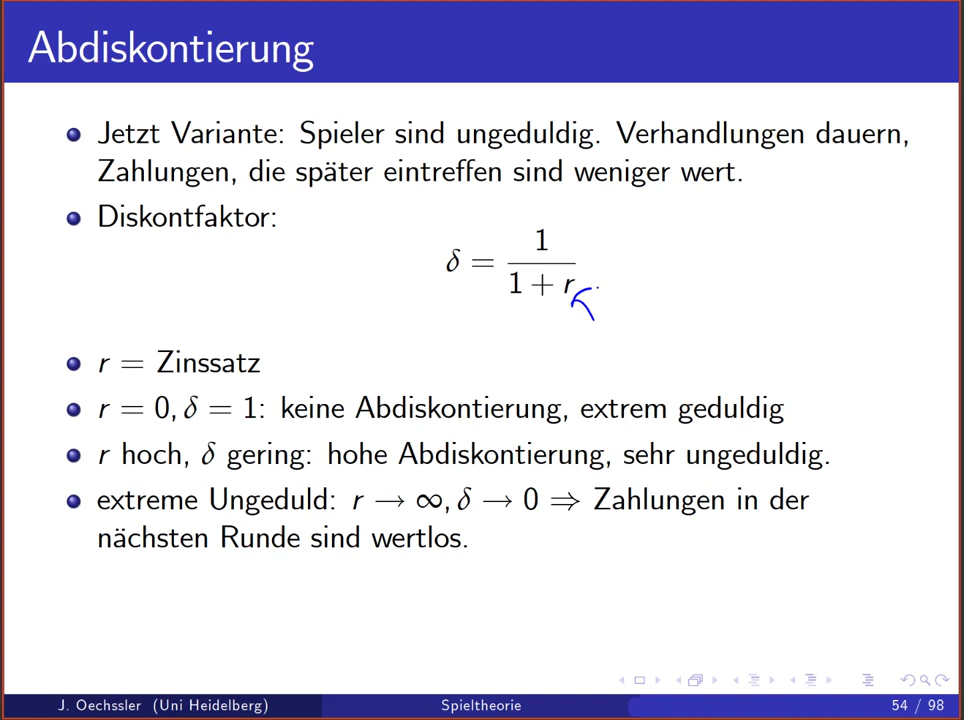 Abdiskontierung
Jetzt Variante: Spieler sind ungeduldig. Verhandlungen dauern,
Zahlungen, die später eintreffen sind weniger wert.
Diskontfaktor:
δ = 1 / (1 + r) .
r = Zinssatz
r = 0, δ = 1: keine Abdiskontierung, extrem geduldig
r hoch, δ gering: hohe Abdiskontierung, sehr ungeduldig.
extreme Ungeduld: r → ∞, δ → 0 ⇒ Zahlungen in der
nächsten Runde sind wertlos.
J. Oechssler (Uni Heidelberg) Spieltheorie 54 / 98